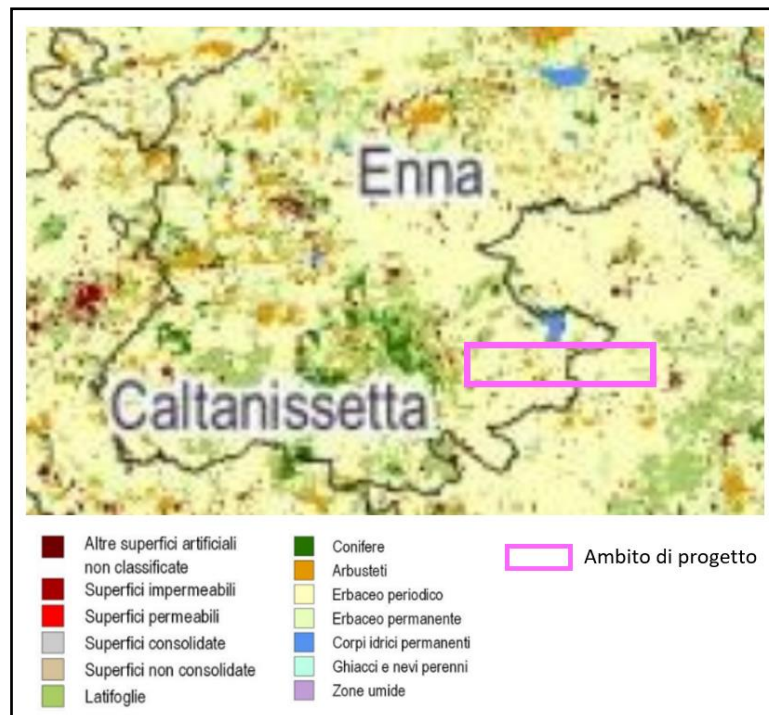 Enna
Caltanissetta
Altre superfici artificiali
non classificate
Superfici impermeabili
Superfici permeabili
Superfici consolidate
Superfici non consolidate
Latifoglie
Conifere
Arbusteti
Erbaceo periodico
Erbaceo permanente
Corpi idrici permanenti
Ghiacci e nevi perenni
Zone umide
Ambito di progetto